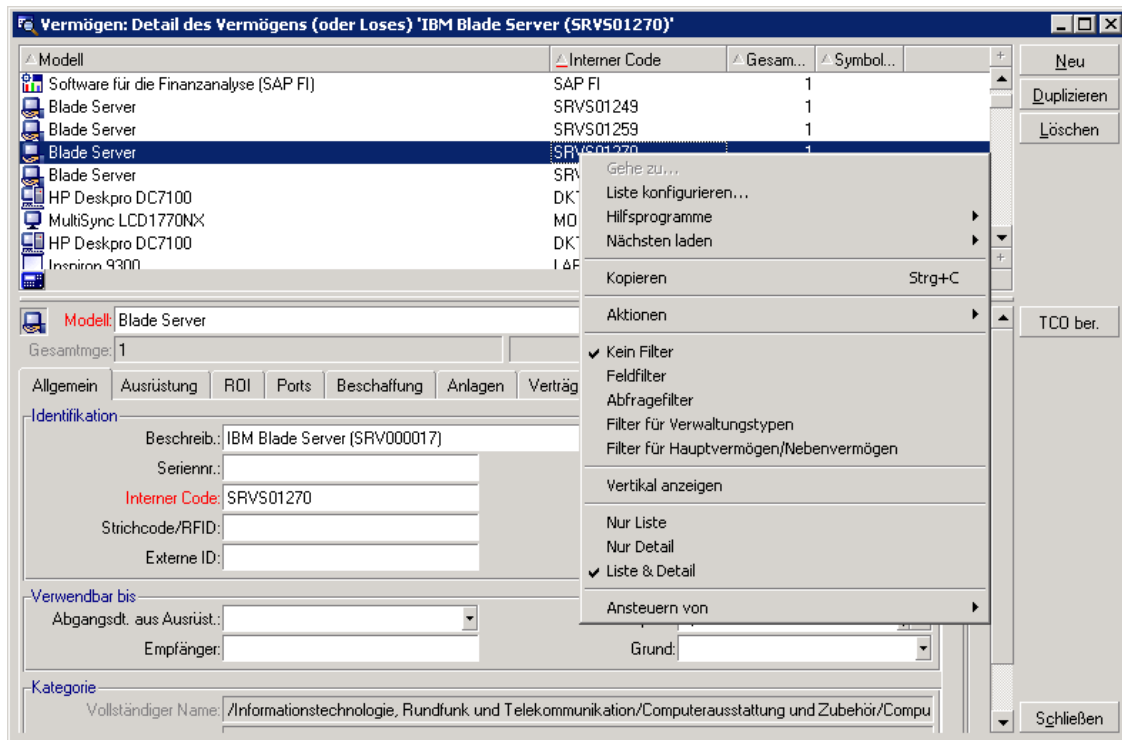 Vermögen: Detail des Vermögens (oder Loses) 'IBM Blade Server (SRVS01270)'
Modell Interner Code Gesam... Symbol...
Software für die Finanzanalyse (SAP FI) SAP FI 1
Blade Server SRVS01249 1
Blade Server SRVS01259 1
Blade Server SRVS01270 1
Blade Server
HP Deskpro DC7100
MultiSync LCD1770NX MO
HP Deskpro DC7100
Inspiron 9300
Neu
Duplizieren
Löschen
Gehe zu...
Liste konfigurieren...
Hilfsprogramme
Nächsten laden
Kopieren Strg+C
Aktionen
Kein Filter
Feldfilter
Abfragefilter
Filter für Verwaltungstypen
Filter für Hauptvermögen/Nebenvermögen
Vertikal anzeigen
Nur Liste
Nur Detail
Liste & Detail
Ansteuern von
Modell: Blade Server
TCO ber.
Gesamtmge: 1
Allgemein Ausrüstung ROI Ports Beschaffung Anlagen Verträg
Identifikation
Beschreib.: IBM Blade Server (SRV000017)
Seriennr.:
Interner Code: SRVS01270
Strichcode/RFID:
Externe ID:
Verwendbar bis
Abgangsdt. aus Ausrüst.:
Empfänger: Grund:
Kategorie
Vollständiger Name: /Informationstechnologie, Rundfunk und Telekommunikation/Computerausstattung und Zubehör/Compu
Schließen